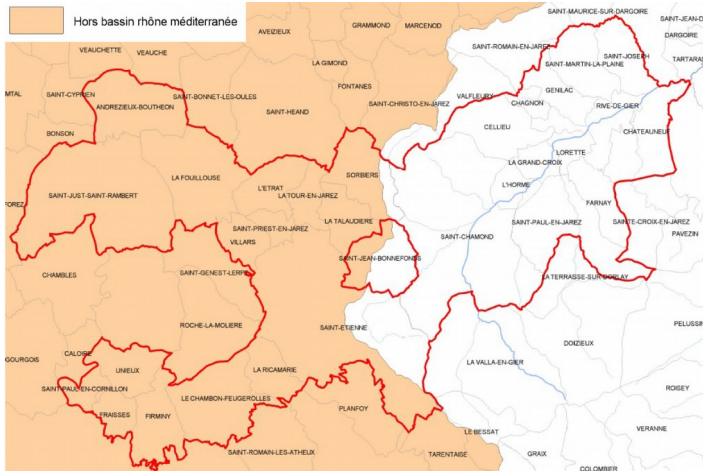 Hors bassin rhône méditerranée
SAINT-MAURICE-SUR-DARGOIRE
GRAMMOND
MARCENOD
SAINT-JEAN-D
AVEIZIEUX
DARGOIRE
VEAUCHETTE
VEAUCHE
SAINT-ROMAIN-EN-JAREZ
SAINT-JOSEPH
TARTARAS
LA GIMOND
SAINT-MARTIN-LA-PLAINE
FONTANES
GENILAC
SAINT-CYPRIEN
SAINT-BONNET-LES-OULES
VALFLEURY
SAINT-CHRISTO-EN-JAREZ
CHAGNON
RIVE-DE-GIER
ANDREZIEUX-BOUTHEON
SAINT-HEAND
BONSON
CELLIEU
CHATEAUNEUF
LORETTE
LA GRAND-CROIX
SORBIERS
LA FOUILLOUSE
L'HORME
L'ETRAT
SAINT-JUST-SAINT-RAMBERT
LA TOUR-EN-JAREZ
FARNAY
FOREZ
LA TALAUDIERE
SAINT-PAUL-EN-JAREZ
SAINTE-CROIX-EN-JAREZ
SAINT-PRIEST-EN-JAREZ
PAVEZIN
SAINT-CHAMOND
VILLARS
SAINT-JEAN-BONNEFONDS
CHAMBLES
SAINT-GENEST-LERPT
LA TERRASSE-SUR-DORLAY
ROCHE-LA-MOLIERE
SAINT-ETIENNE
PELUSSIN
DOIZIEUX
CALOIRE
GOURGOIS
LA VALLA-EN-GIER
UNIEUX
LA RICAMARIE
SAINT-PAUL-EN-CORNILLON
ROISEY
LE CHAMBON-FEUGEROLLES
PLANFOY
FRAISSES
FIRMINY
VERANNE
LE BESSAT
SAINT-ROMAIN-LES-ATHEUX
TARENTAISE
GRAIX
COLOMBIER